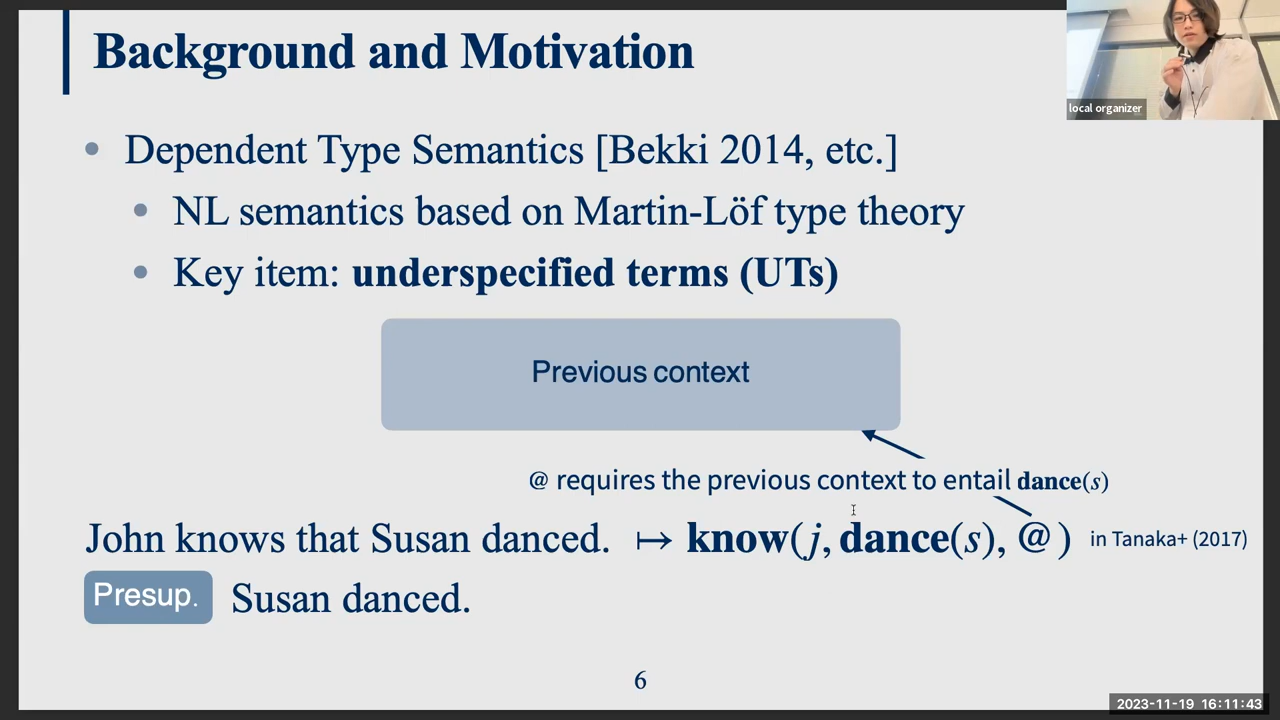 Background and Motivation
local organizer
• Dependent Type Semantics [Bekki 2014, etc.]
• NL semantics based on Martin-Löf type theory
• Key item: underspecified terms (UTs)
Previous context
@ requires the previous context to entail dance(s)
John knows that Susan danced. ↦ know(j, dance(s), @) in Tanaka+ (2017)
Presup. Susan danced.
6
2023-11-19 16:11:43